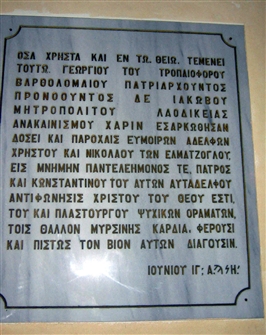 ΟΣΑ ΧΡΗΣΤΑ ΚΑΙ ΕΝ ΤΩ. ΘΕΙΩ. ΤΕΜΕΝΕΙ
ΤΟΥΤΩ. ΓΕΩΡΓΙΟΥ ΤΟΥ ΤΡΟΠΑΙΟΦΟΡΟΥ
ΒΑΡΘΟΛΟΜΑΙΟΥ ΠΑΤΡΙΑΡΧΟΥΝΤΟΣ
ΠΡΟΝΟΟΥΝΤΟΣ ΔΕ ΙΑΚΩΒΟΥ
ΜΗΤΡΟΠΟΛΙΤΟΥ ΛΑΟΔΙΚΕΙΑΣ
ΑΝΑΚΑΙΝΙΣΜΟΥ ΧΑΡΙΝ ΕΣΑΡΚΩΘΗΣΑΝ
ΔΟΣΕΙ ΚΑΙ ΠΑΡΟΧΑΙΣ ΕΥΜΟΙΡΩΝ ΑΔΕΛΦΩΝ
ΧΡΗΣΤΟΥ ΚΑΙ ΝΙΚΟΛΑΟΥ ΤΩΝ ΕΛΜΑΤΖΟΓΛΟΥ,
ΕΙΣ ΜΝΗΜΗΝ ΠΑΝΤΕΛΕΗΜΟΝΟΣ ΤΕ, ΠΑΤΡΟΣ
ΚΑΙ ΚΩΝΣΤΑΝΤΙΝΟΥ ΤΟΥ ΑΥΤΩΝ ΑΥΤΑΔΕΛΦΟΥ
ΑΝΤΙΦΩΝΗΣΙΣ ΧΡΙΣΤΟΥ ΤΟΥ ΘΕΟΥ ΕΣΤΙ,
ΤΟΥ ΚΑΙ ΠΛΑΣΤΟΥΡΓΟΥ ΨΥΧΙΚΩΝ ΟΡΑΜΑΤΩΝ,
ΤΟΙΣ ΘΑΛΛΟΝ ΜΥΡΣΙΝΗΣ ΚΑΡΔΙΑ. ΦΕΡΟΥΣΙ
ΚΑΙ ΠΙΣΤΩΣ ΤΟΝ ΒΙΟΝ ΑΥΤΩΝ ΔΙΑΓΟΥΣΙΝ.
ΙΟΥΝΙΟΥ ΙΓ;